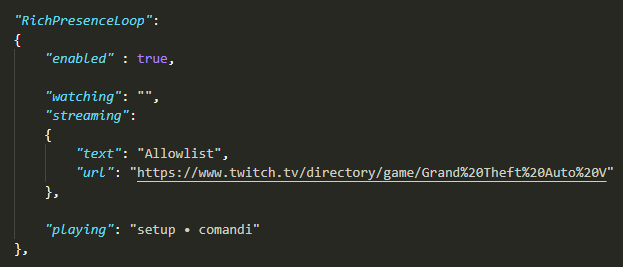 "RichPresenceLoop":
{
"enabled" : true,
"watching": "",
"streaming":
{
"text": "Allowlist",
"url": "https://www.twitch.tv/directory/game/Grand%20Theft%20Auto%20V"
},
"playing": "setup • comandi"
},